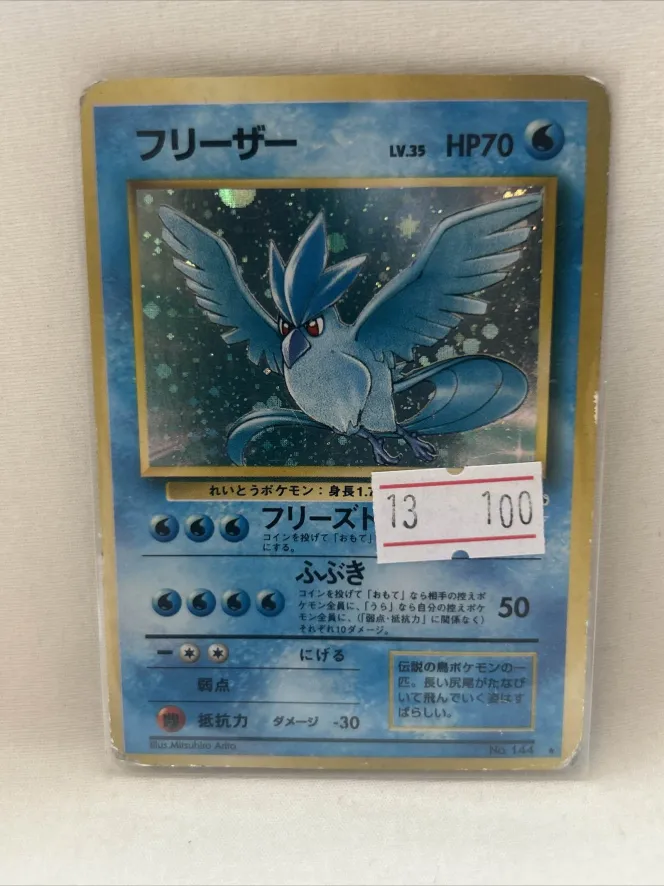 フリーザー LV.35 HP70
れいとうポケモン：身長1.7
13 100
フリーズド
コインを投げて「おもて」
にする。
ふぶき
コインを投げて「おもて」なら相手の控えポ
ケモン全員に、「うら」なら自分の控えポケ
モン全員に、(「弱点・抵抗力」に関係なく)
それぞれ10ダメージ。
50
にげる
弱点
抵抗力 ダメージ -30
伝説の鳥ポケモンの一
匹。長い尻尾がたなび
いて飛んでいく姿はす
ばらしい。
Illus. Mitsuhiro Arita
No. 144 ★